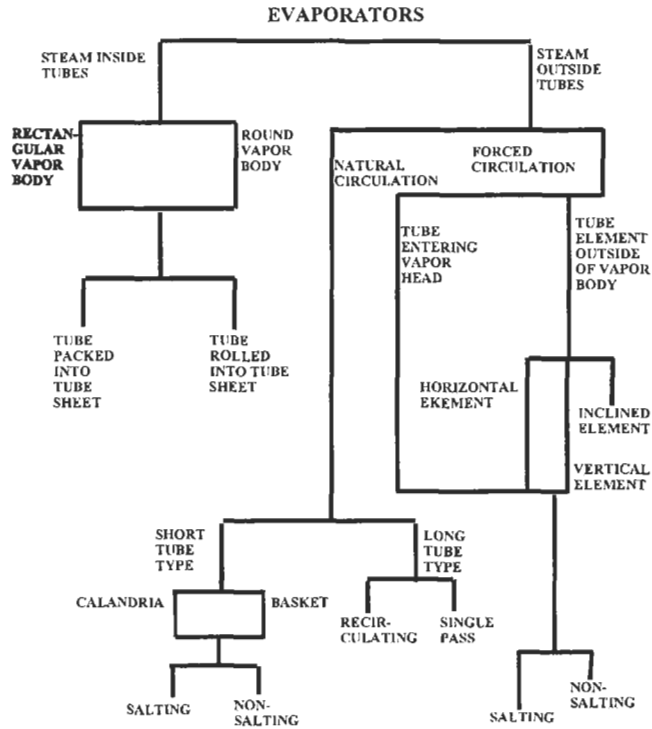 EVAPORATORS
STEAM INSIDE
TUBES
STEAM
OUTSIDE
TUBES
RECTAN-
GULAR
VAPOR
BODY
ROUND
VAPOR
BODY
NATURAL
CIRCULATION
FORCED
CIRCULATION
TUBE
ENTERING
VAPOR
HEAD
TUBE
ELEMENT
OUTSIDE
OF VAPOR
BODY
TUBE
PACKED
INTO
TUBE
SHEET
TUBE
ROLLED
INTO TUBE
SHEET
HORIZONTAL
EKEMENT
INCLINED
ELEMENT
VERTICAL
ELEMENT
SHORT
TUBE
TYPE
LONG
TUBE
TYPE
CALANDRIA
BASKET
RECIR-
CULATING
SINGLE
PASS
SALTING
NON-
SALTING
SALTING
NON-
SALTING